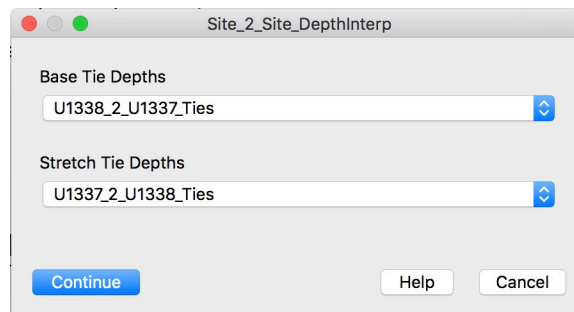 Site_2_Site_DepthInterp
Base Tie Depths
U1338_2_U1337_Ties
Stretch Tie Depths
U1337_2_U1338_Ties
Continue Help Cancel